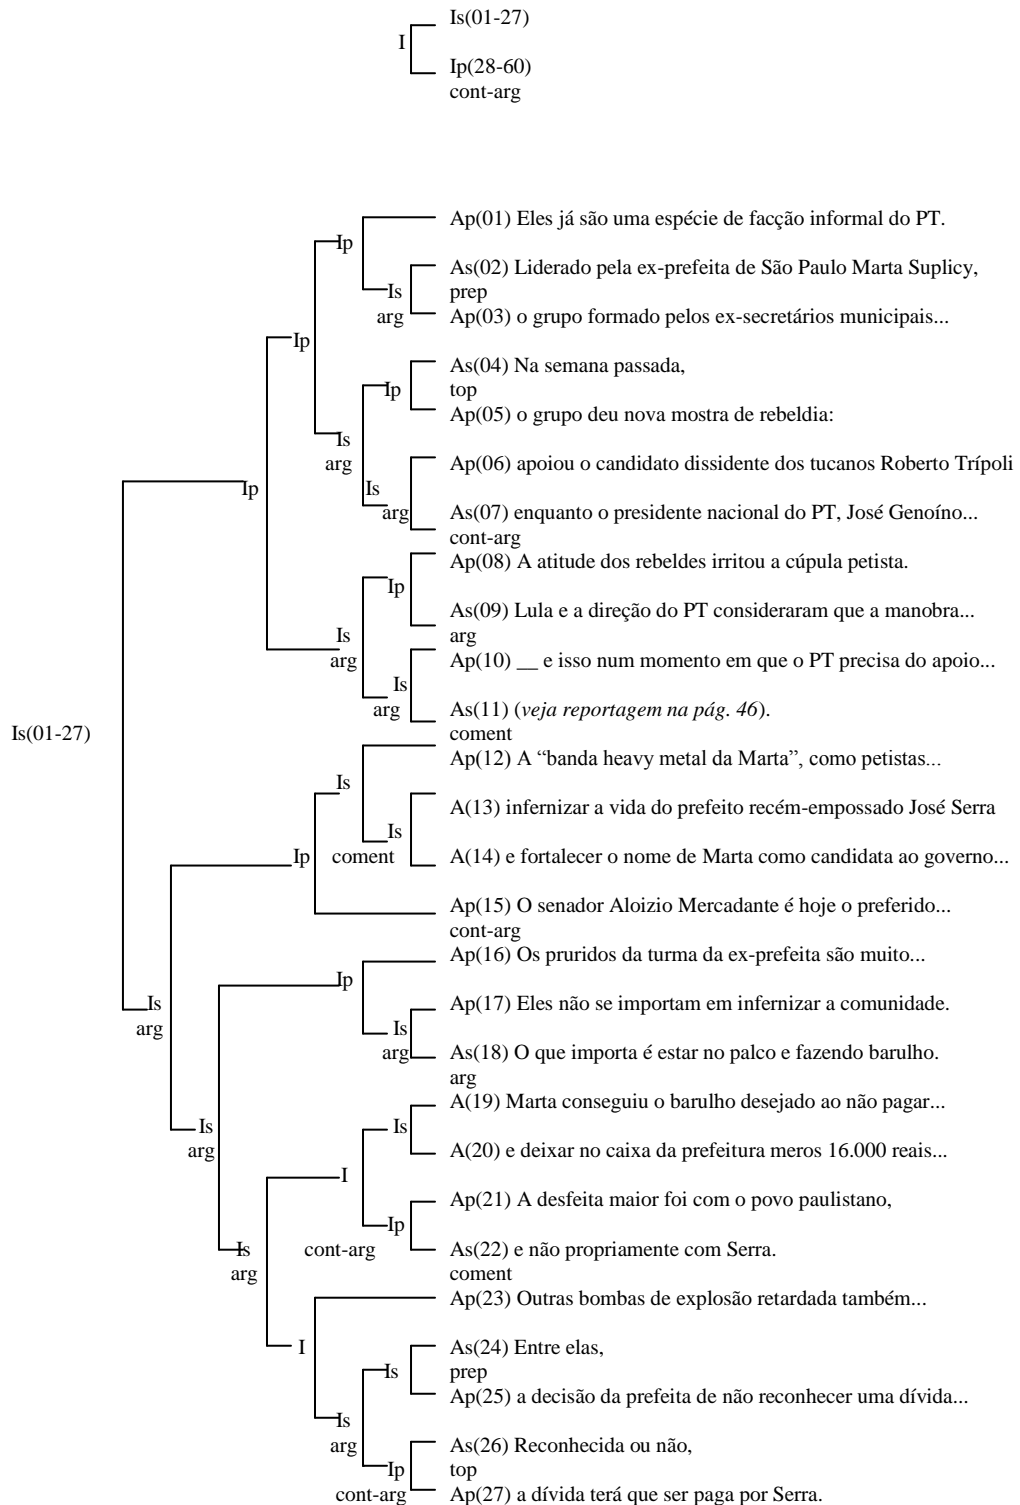 Is(01-27)
I
Ip(28-60)
cont-arg
Ap(01) Eles já são uma espécie de facção informal do PT.
Ip
As(02) Liderado pela ex-prefeita de São Paulo Marta Suplicy,
Is
prep
arg
Ap(03) o grupo formado pelos ex-secretários municipais...
Ip
As(04) Na semana passada,
Ip
top
Ap(05) o grupo deu nova mostra de rebeldia:
Is
arg
Ap(06) apoiou o candidato dissidente dos tucanos Roberto Trípoli
Ip
Is
arg
As(07) enquanto o presidente nacional do PT, José Genoíno...
cont-arg
Ap(08) A atitude dos rebeldes irritou a cúpula petista.
Ip
As(09) Lula e a direção do PT consideraram que a manobra...
Is
arg
arg
Ap(10) __ e isso num momento em que o PT precisa do apoio...
Is
arg
As(11) (veja reportagem na pág. 46).
Is(01-27)
coment
Ap(12) A “banda heavy metal da Marta”, como petistas...
Is
A(13) infernizar a vida do prefeito recém-empossado José Serra
Is
Ip
coment
A(14) e fortalecer o nome de Marta como candidata ao governo...
Ap(15) O senador Aloizio Mercadante é hoje o preferido...
cont-arg
Ap(16) Os pruridos da turma da ex-prefeita são muito...
Ip
Is
arg
Ap(17) Eles não se importam em infernizar a comunidade.
Is
arg
As(18) O que importa é estar no palco e fazendo barulho.
arg
A(19) Marta conseguiu o barulho desejado ao não pagar...
Is
Is
arg
A(20) e deixar no caixa da prefeitura meros 16.000 reais...
I
Ap(21) A desfeita maior foi com o povo paulistano,
Ip
Is
arg
cont-arg
As(22) e não propriamente com Serra.
coment
Ap(23) Outras bombas de explosão retardada também...
I
As(24) Entre elas,
Is
prep
Ap(25) a decisão da prefeita de não reconhecer uma dívida...
Is
arg
As(26) Reconhecida ou não,
Ip
top
cont-arg
Ap(27) a dívida terá que ser paga por Serra.